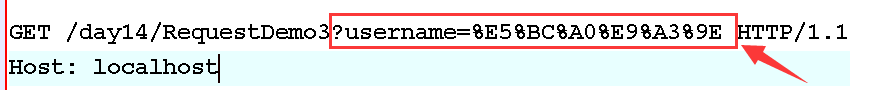 GET /day14/RequestDemo3?username=%E5%BC%A0%E9%A3%9E HTTP/1.1
Host: localhost